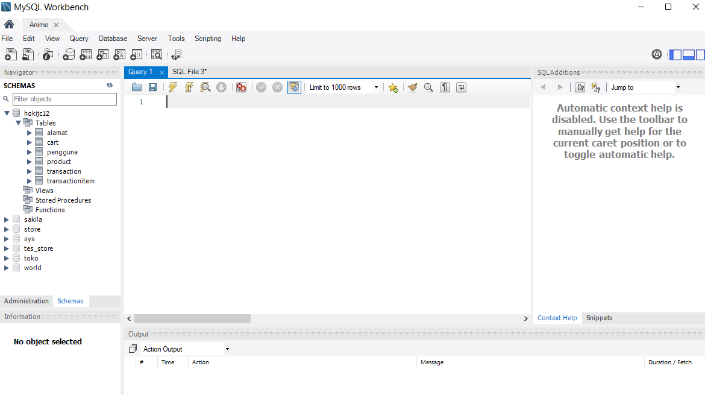 MySQL Workbench
Anime
File Edit View Query Database Server Tools Scripting Help
Navigator
SCHEMAS
Filter objects
hokijc12
Tables
alamat
cart
pengguna
product
transaction
transactionitem
Views
Stored Procedures
Functions
sakila
store
sys
tes_store
toko
world
Administration Schemas
Information
No object selected
Query 1 SQL File 3*
Limit to 1000 rows
1
SQLAdditions
Jump to
Automatic context help is
disabled. Use the toolbar to
manually get help for the
current caret position or to
toggle automatic help.
Context Help Snippets
Output
Action Output
# Time Action Message Duration / Fetch